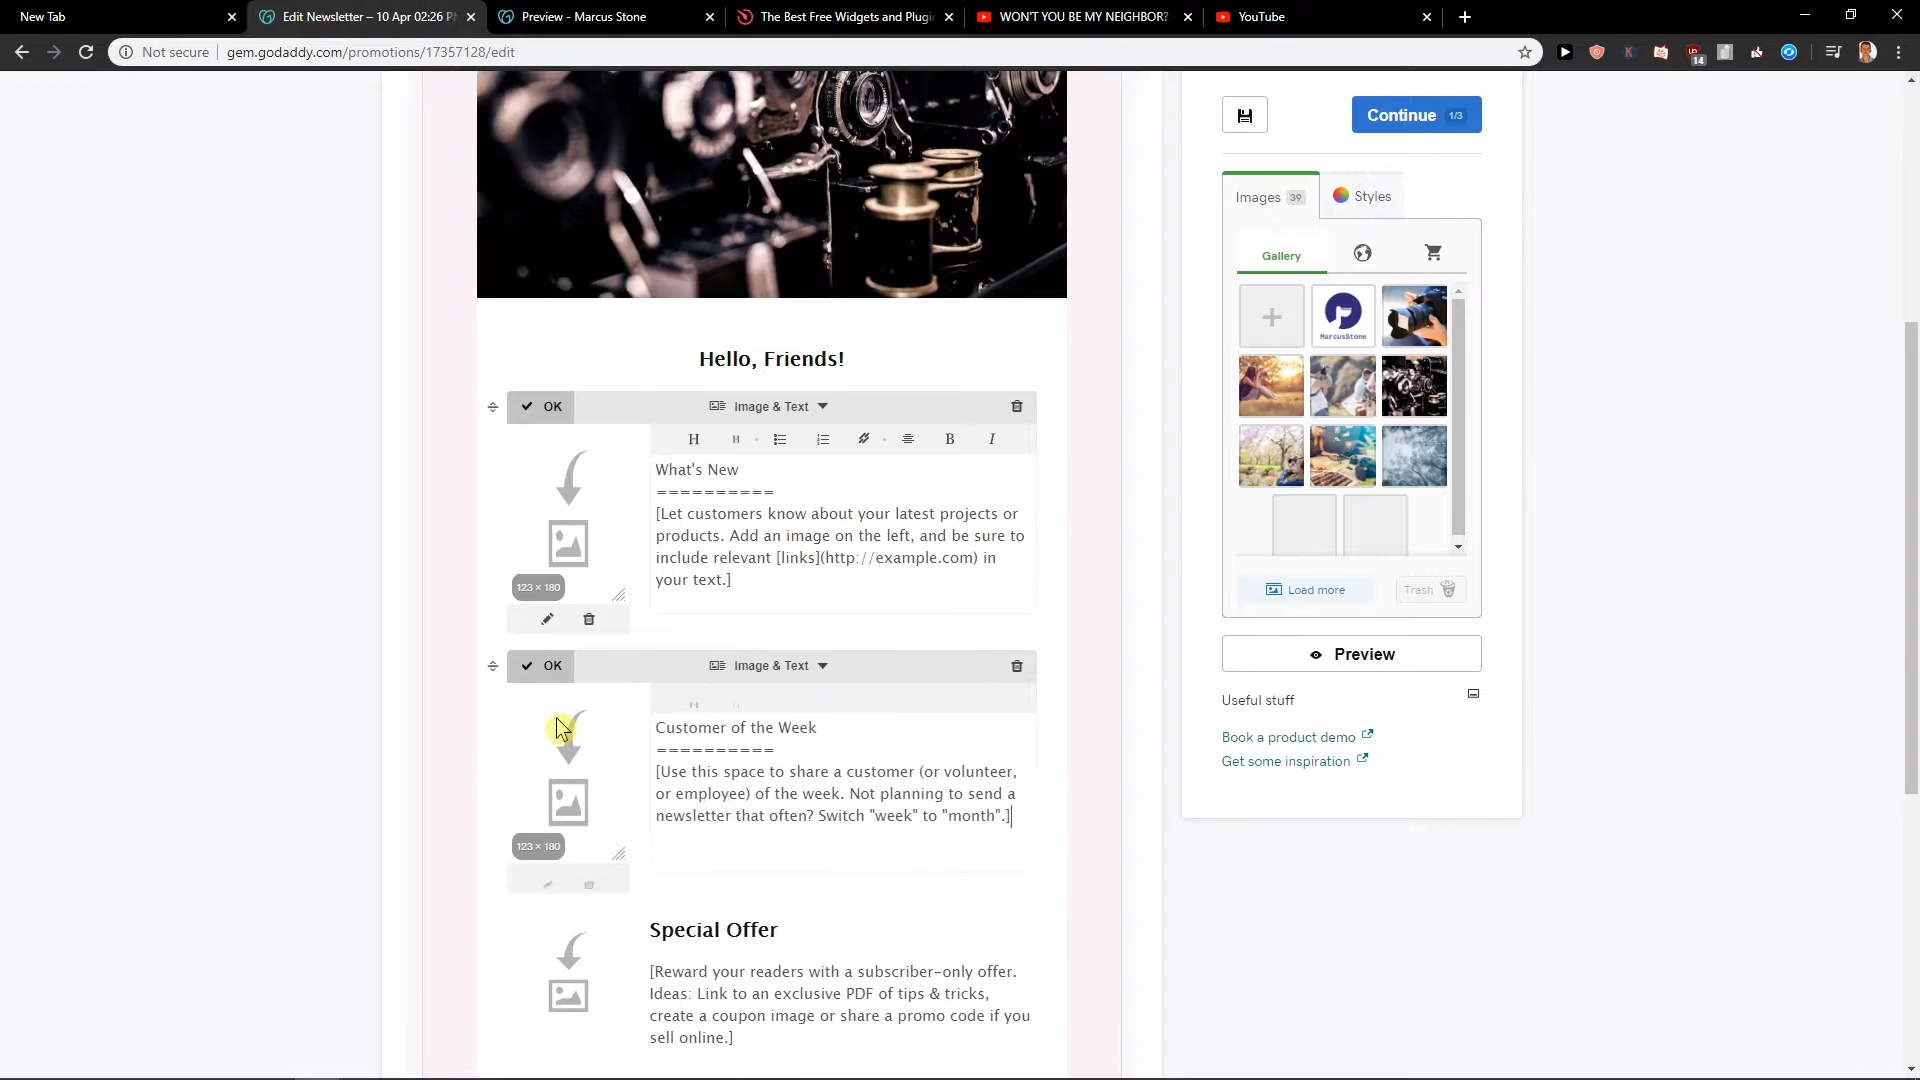 New Tab
Edit Newsletter – 10 Apr 02:26 P
Preview - Marcus Stone
The Best Free Widgets and Plugin
WON'T YOU BE MY NEIGHBOR?
YouTube
Not secure
gem.godaddy.com/promotions/17357128/edit
14
Continue 1/3
Images 39
Styles
Gallery
MarcusStone
Load more
Trash
Preview
Useful stuff
Book a product demo
Get some inspiration
Hello, Friends!
OK
Image & Text
H H B I
What's New
==========
[Let customers know about your latest projects or
products. Add an image on the left, and be sure to
include relevant [links](http://example.com) in
your text.]
123 × 180
OK
Image & Text
H H
Customer of the Week
==========
[Use this space to share a customer (or volunteer,
or employee) of the week. Not planning to send a
newsletter that often? Switch "week" to "month".]
123 × 180
Special Offer
[Reward your readers with a subscriber-only offer.
Ideas: Link to an exclusive PDF of tips & tricks,
create a coupon image or share a promo code if you
sell online.]